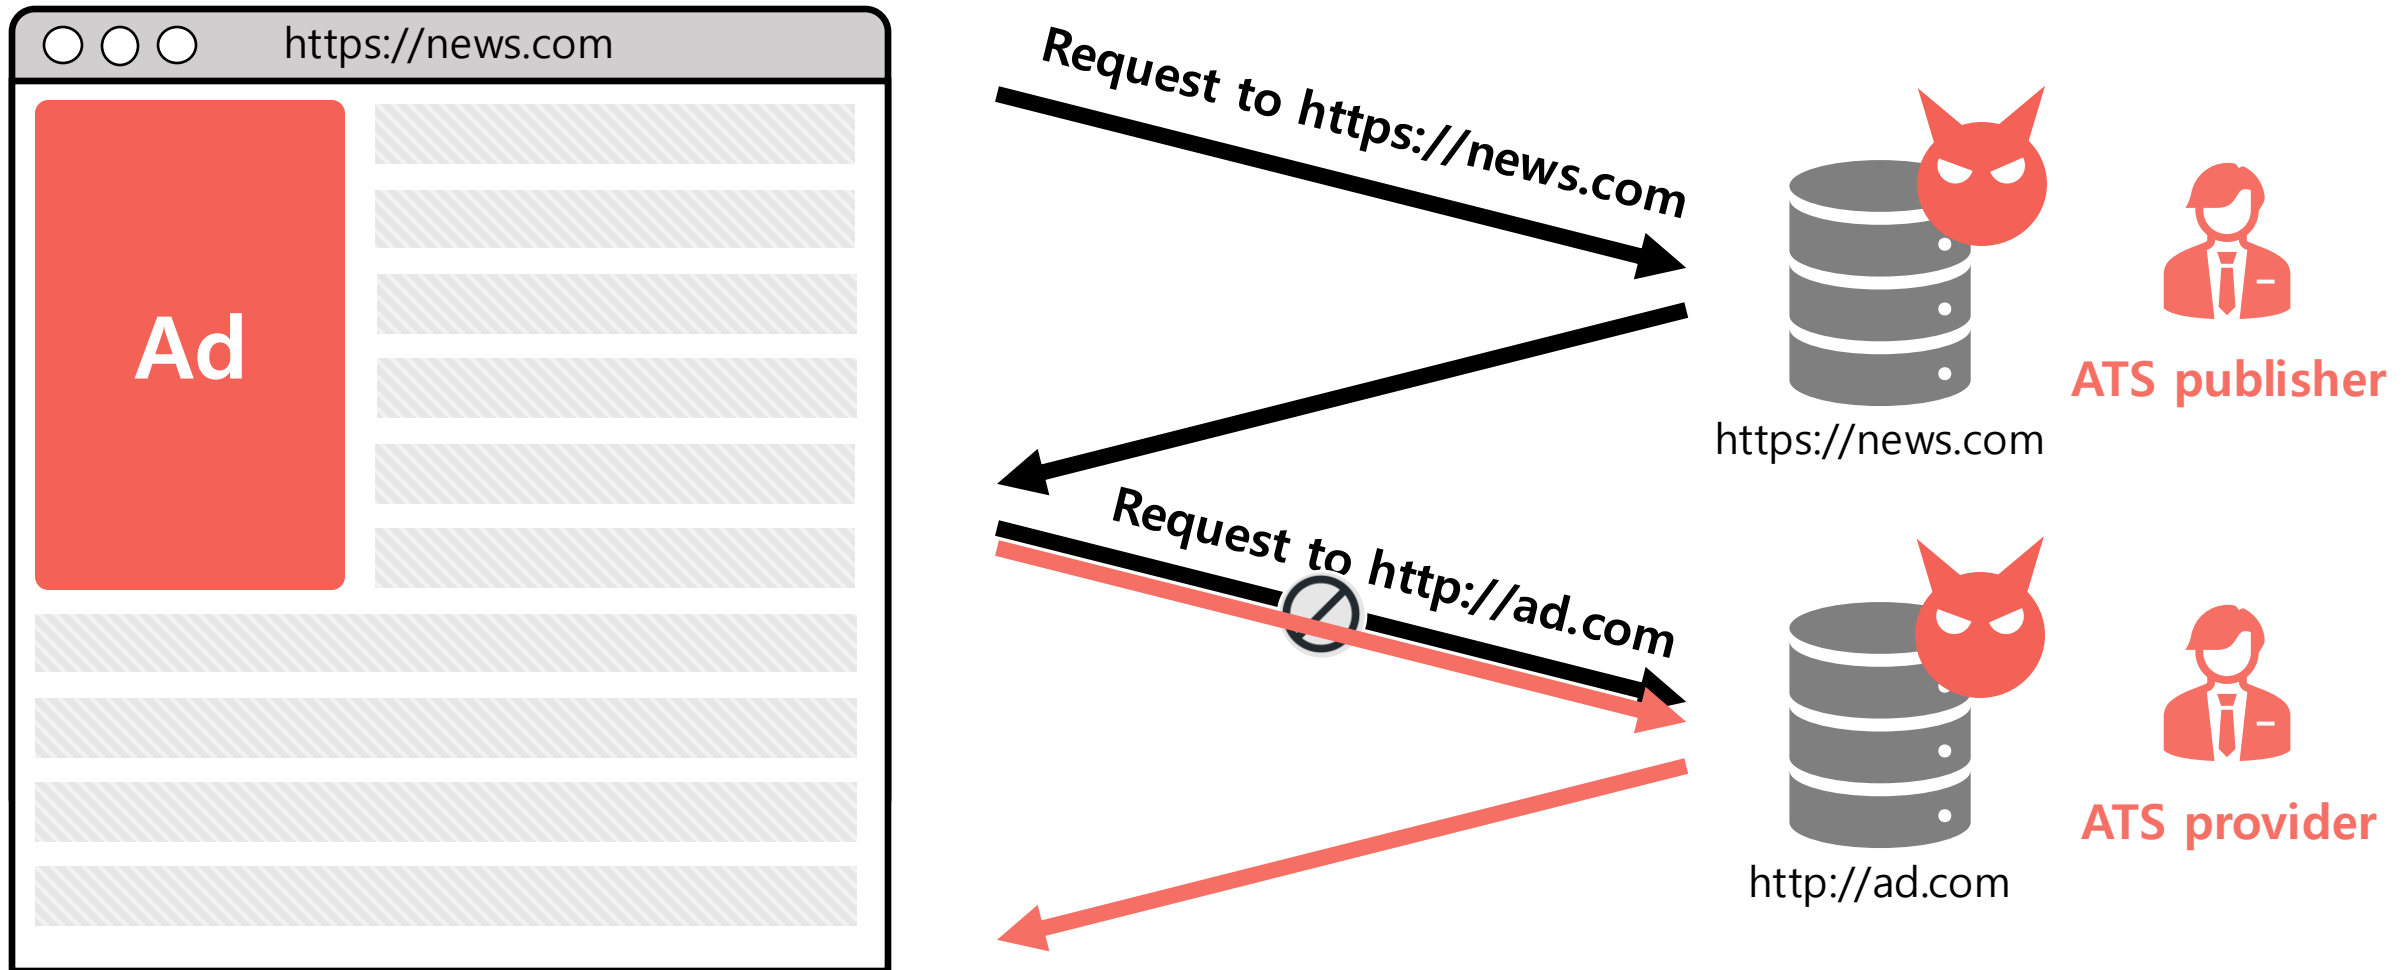 https://news.com
Ad
Request to https://news.com
ATS publisher
https://news.com
Request to http://ad.com
ATS provider
http://ad.com